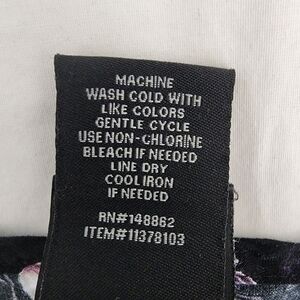 MACHINE
WASH COLD WITH
LIKE COLORS
GENTLE CYCLE
USE NON-CHLORINE
BLEACH IF NEEDED
LINE DRY
COOL IRON
IF NEEDED
RN#148862
ITEM#11378103